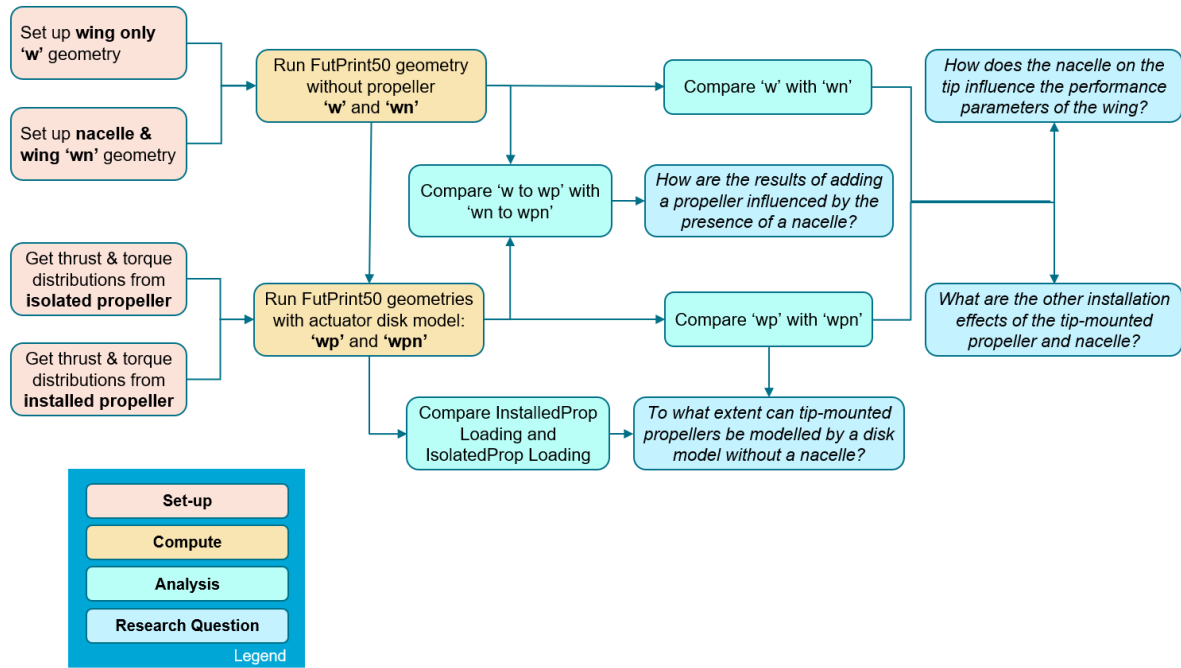 Set up wing only
‘w’ geometry
Set up nacelle &
wing ‘wn’ geometry
Run FutPrint50 geometry
without propeller
‘w’ and ‘wn’
Compare ‘w’ with ‘wn’
How does the nacelle on the
tip influence the performance
parameters of the wing?
Compare ‘w to wp’ with
‘wn to wpn’
How are the results of adding
a propeller influenced by the
presence of a nacelle?
Get thrust & torque
distributions from
isolated propeller
Get thrust & torque
distributions from
installed propeller
Run FutPrint50 geometries
with actuator disk model:
‘wp’ and ‘wpn’
Compare ‘wp’ with ‘wpn’
What are the other installation
effects of the tip-mounted
propeller and nacelle?
Compare InstalledProp
Loading and
IsolatedProp Loading
To what extent can tip-mounted
propellers be modelled by a disk
model without a nacelle?
Set-up
Compute
Analysis
Research Question
Legend